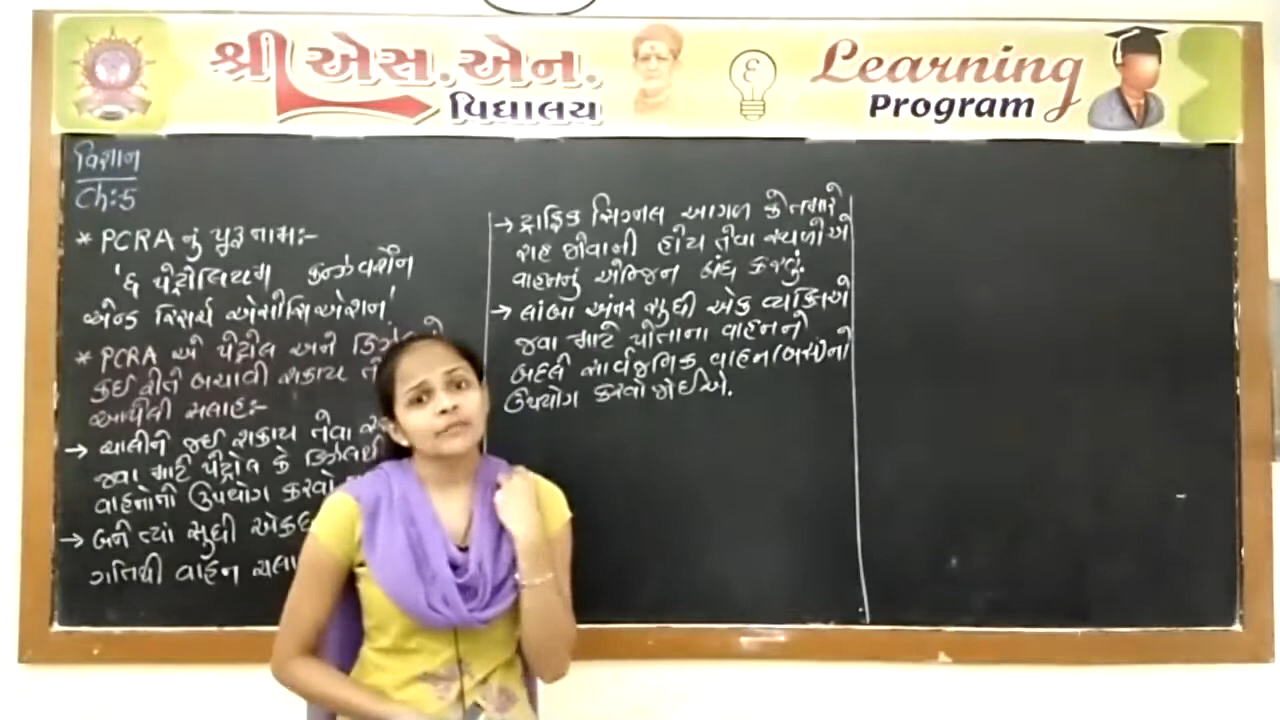 શ્રી એસ.એન.
વિદ્યાલય
Learning
Program
વિજ્ઞાન
Ch:5
* PCRA નું પૂરૂ નામ:-
'ધ પેટ્રોલિયમ કન્ઝર્વેશન
એન્ડ રિસર્ચ એસોસિએશન'
* PCRA એ પેટ્રોલ અને
કઈ રીતે બચાવી શકાય
આપેલી સલાહ:-
→ ચાલીને જઈ શકાય તેવા
જવા માટે પેટ્રોલ કે
વાહનોનો ઉપયોગ કરવો
→ બને ત્યાં સુધી
ગતિથી વાહન
→ ટ્રાફિક સિગ્નલ આગળ કે
રાહ જોવાની હોય તેવા સ્થળોએ
વાહનનું એન્જિન બંધ કરવું.
→ લાંબા અંતર સુધી એક વ્યક્તિએ
જવા માટે પોતાના વાહનને
બદલે સાર્વજનિક વાહન(બસ)નો
ઉપયોગ કરવો જોઈએ.